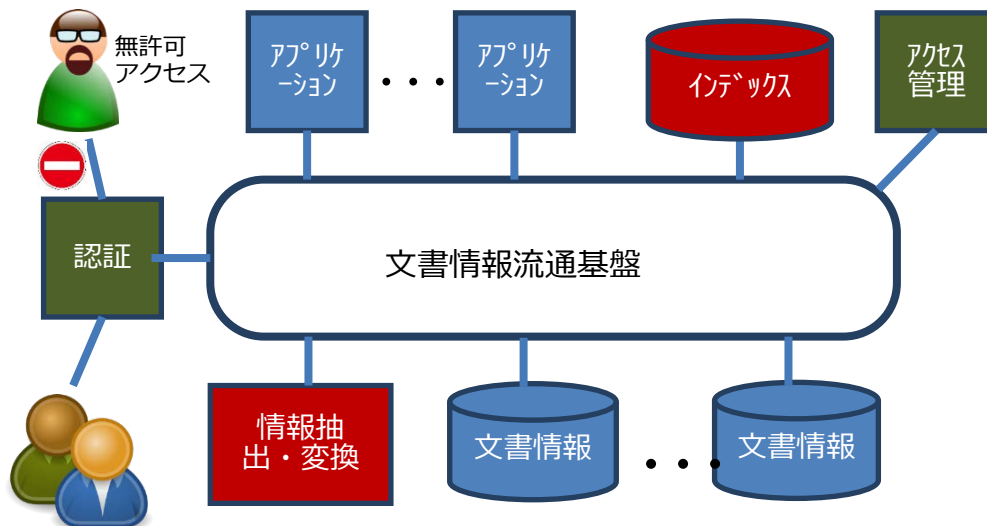 無許可
アクセス
ｱﾌﾟﾘｹ
ｰｼｮﾝ
・・・
ｱﾌﾟﾘｹ
ｰｼｮﾝ
ｲﾝﾃﾞｯｸｽ
ｱｸｾｽ
管理
認証
文書情報流通基盤
情報抽
出・変換
文書情報
・・・
文書情報